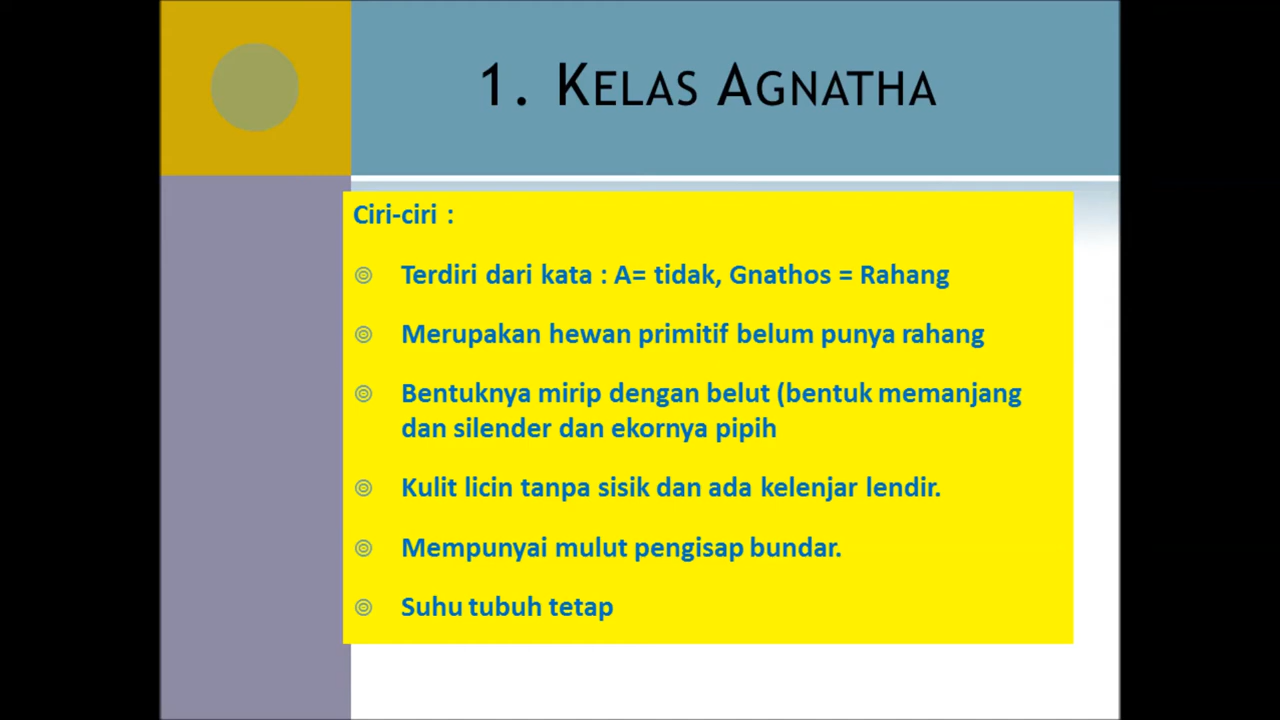 1. KELAS AGNATHA
Ciri-ciri :
Terdiri dari kata : A= tidak, Gnathos = Rahang
Merupakan hewan primitif belum punya rahang
Bentuknya mirip dengan belut (bentuk memanjang
dan silender dan ekornya pipih
Kulit licin tanpa sisik dan ada kelenjar lendir.
Mempunyai mulut pengisap bundar.
Suhu tubuh tetap